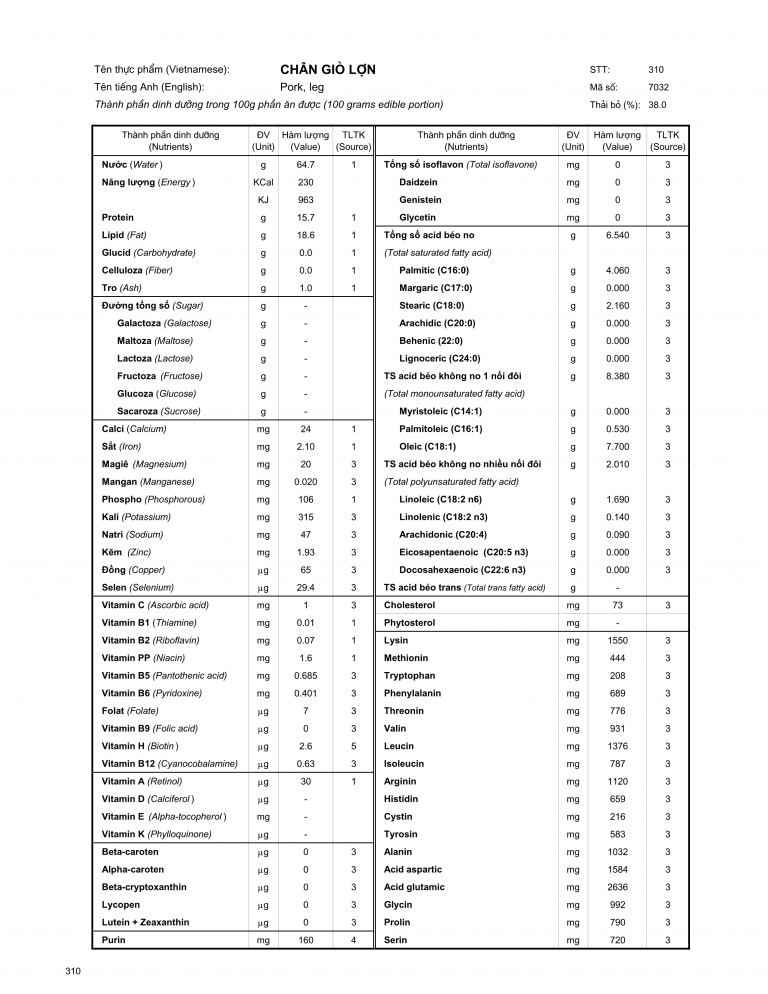 Tên thực phẩm (Vietnamese): CHÂN GIÒ LỢN STT: 310
Tên tiếng Anh (English): Pork, leg Mã số: 7032
Thành phần dinh dưỡng trong 100g phần ăn được (100 grams edible portion) Thải bỏ (%): 38.0
Thành phần dinh dưỡng ĐV Hàm lượng TLTK Thành phần dinh dưỡng ĐV Hàm lượng TLTK
(Nutrients) (Unit) (Value) (Source) (Nutrients) (Unit) (Value) (Source)
Nước (Water) g 64.7 1 Tổng số isoflavon (Total isoflavone) mg 0 3
Năng lượng (Energy) KCal 230 Daidzein mg 0 3
KJ 963 Genistein mg 0 3
Protein g 15.7 1 Glycetin mg 0 3
Lipid (Fat) g 18.6 1 Tổng số acid béo no g 6.540 3
Glucid (Carbohydrate) g 0.0 1 (Total saturated fatty acid)
Celluloza (Fiber) g 0.0 1 Palmitic (C16:0) g 4.060 3
Tro (Ash) g 1.0 1 Margaric (C17:0) g 0.000 3
Đường tổng số (Sugar) g - Stearic (C18:0) g 2.160 3
Galactoza (Galactose) g - Arachidic (C20:0) g 0.000 3
Maltoza (Maltose) g - Behenic (22:0) g 0.000 3
Lactoza (Lactose) g - Lignoceric (C24:0) g 0.000 3
Fructoza (Fructose) g - TS acid béo không no 1 nối đôi g 8.380 3
Glucoza (Glucose) g - (Total monounsaturated fatty acid)
Sacaroza (Sucrose) g - Myristoleic (C14:1) g 0.000 3
Calci (Calcium) mg 24 1 Palmitoleic (C16:1) g 0.530 3
Sắt (Iron) mg 2.10 1 Oleic (C18:1) g 7.700 3
Magiê (Magnesium) mg 20 3 TS acid béo không no nhiều nối đôi g 2.010 3
Mangan (Manganese) mg 0.020 3 (Total polyunsaturated fatty acid)
Phospho (Phosphorous) mg 106 1 Linoleic (C18:2 n6) g 1.690 3
Kali (Potassium) mg 315 3 Linolenic (C18:2 n3) g 0.140 3
Natri (Sodium) mg 47 3 Arachidonic (C20:4) g 0.090 3
Kẽm (Zinc) mg 1.93 3 Eicosapentaenoic (C20:5 n3) g 0.000 3
Đồng (Copper) μg 65 3 Docosahexaenoic (C22:6 n3) g 0.000 3
Selen (Selenium) μg 29.4 3 TS acid béo trans (Total trans fatty acid) g -
Vitamin C (Ascorbic acid) mg 1 3 Cholesterol mg 73 3
Vitamin B1 (Thiamine) mg 0.01 1 Phytosterol mg -
Vitamin B2 (Riboflavin) mg 0.07 1 Lysin mg 1550 3
Vitamin PP (Niacin) mg 1.6 1 Methionin mg 444 3
Vitamin B5 (Pantothenic acid) mg 0.685 3 Tryptophan mg 208 3
Vitamin B6 (Pyridoxine) mg 0.401 3 Phenylalanin mg 689 3
Folat (Folate) μg 7 3 Threonin mg 776 3
Vitamin B9 (Folic acid) μg 0 3 Valin mg 931 3
Vitamin H (Biotin) μg 2.6 5 Leucin mg 1376 3
Vitamin B12 (Cyanocobalamine) μg 0.63 3 Isoleucin mg 787 3
Vitamin A (Retinol) μg 30 1 Arginin mg 1120 3
Vitamin D (Calciferol) μg - Histidin mg 659 3
Vitamin E (Alpha-tocopherol) mg - Cystin mg 216 3
Vitamin K (Phylloquinone) μg - Tyrosin mg 583 3
Beta-caroten μg 0 3 Alanin mg 1032 3
Alpha-caroten μg 0 3 Acid aspartic mg 1584 3
Beta-cryptoxanthin μg 0 3 Acid glutamic mg 2636 3
Lycopen μg 0 3 Glycin mg 992 3
Lutein + Zeaxanthin μg 0 3 Prolin mg 790 3
Purin mg 160 4 Serin mg 720 3
310